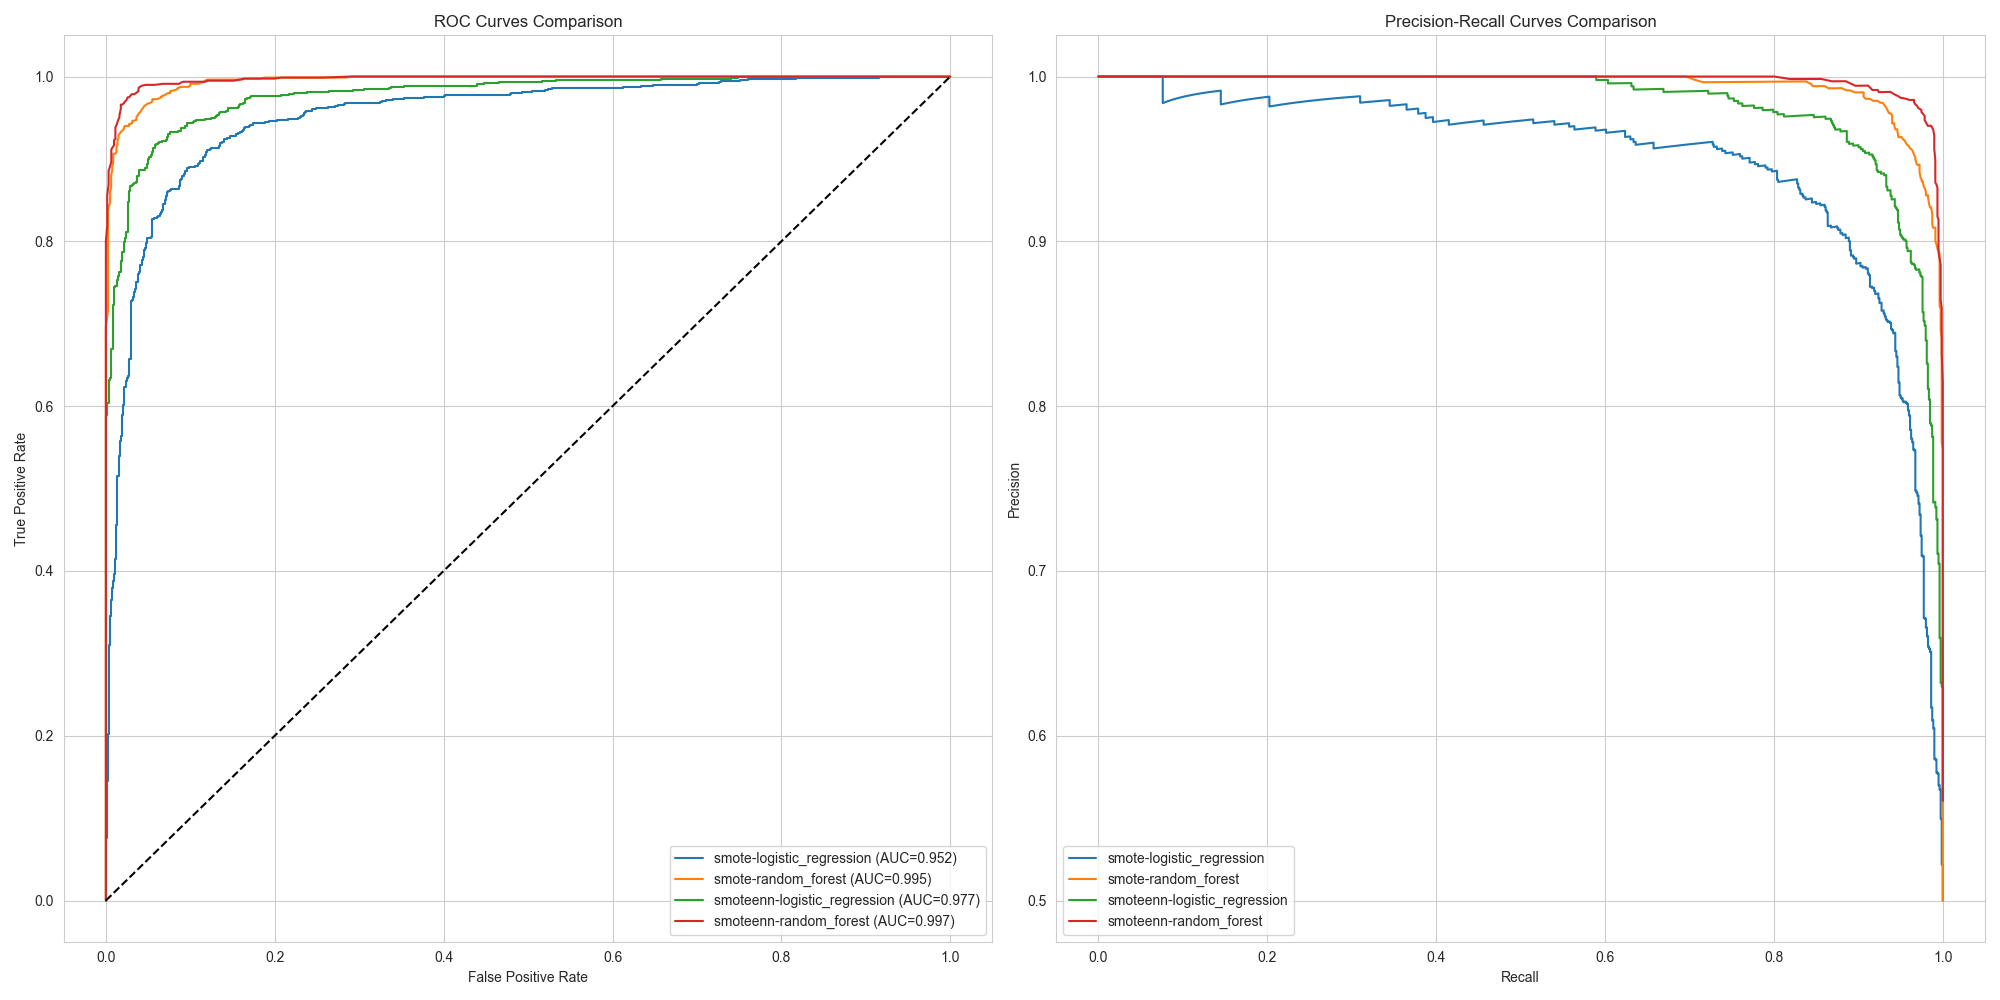 ROC Curves Comparison
True Positive Rate
1.0
0.8
0.6
0.4
0.2
0.0
0.0 0.2 0.4 0.6 0.8 1.0
False Positive Rate
smote-logistic_regression (AUC=0.952)
smote-random_forest (AUC=0.995)
smoteenn-logistic_regression (AUC=0.977)
smoteenn-random_forest (AUC=0.997)
Precision-Recall Curves Comparison
Precision
1.0
0.9
0.8
0.7
0.6
0.5
0.0 0.2 0.4 0.6 0.8 1.0
Recall
smote-logistic_regression
smote-random_forest
smoteenn-logistic_regression
smoteenn-random_forest